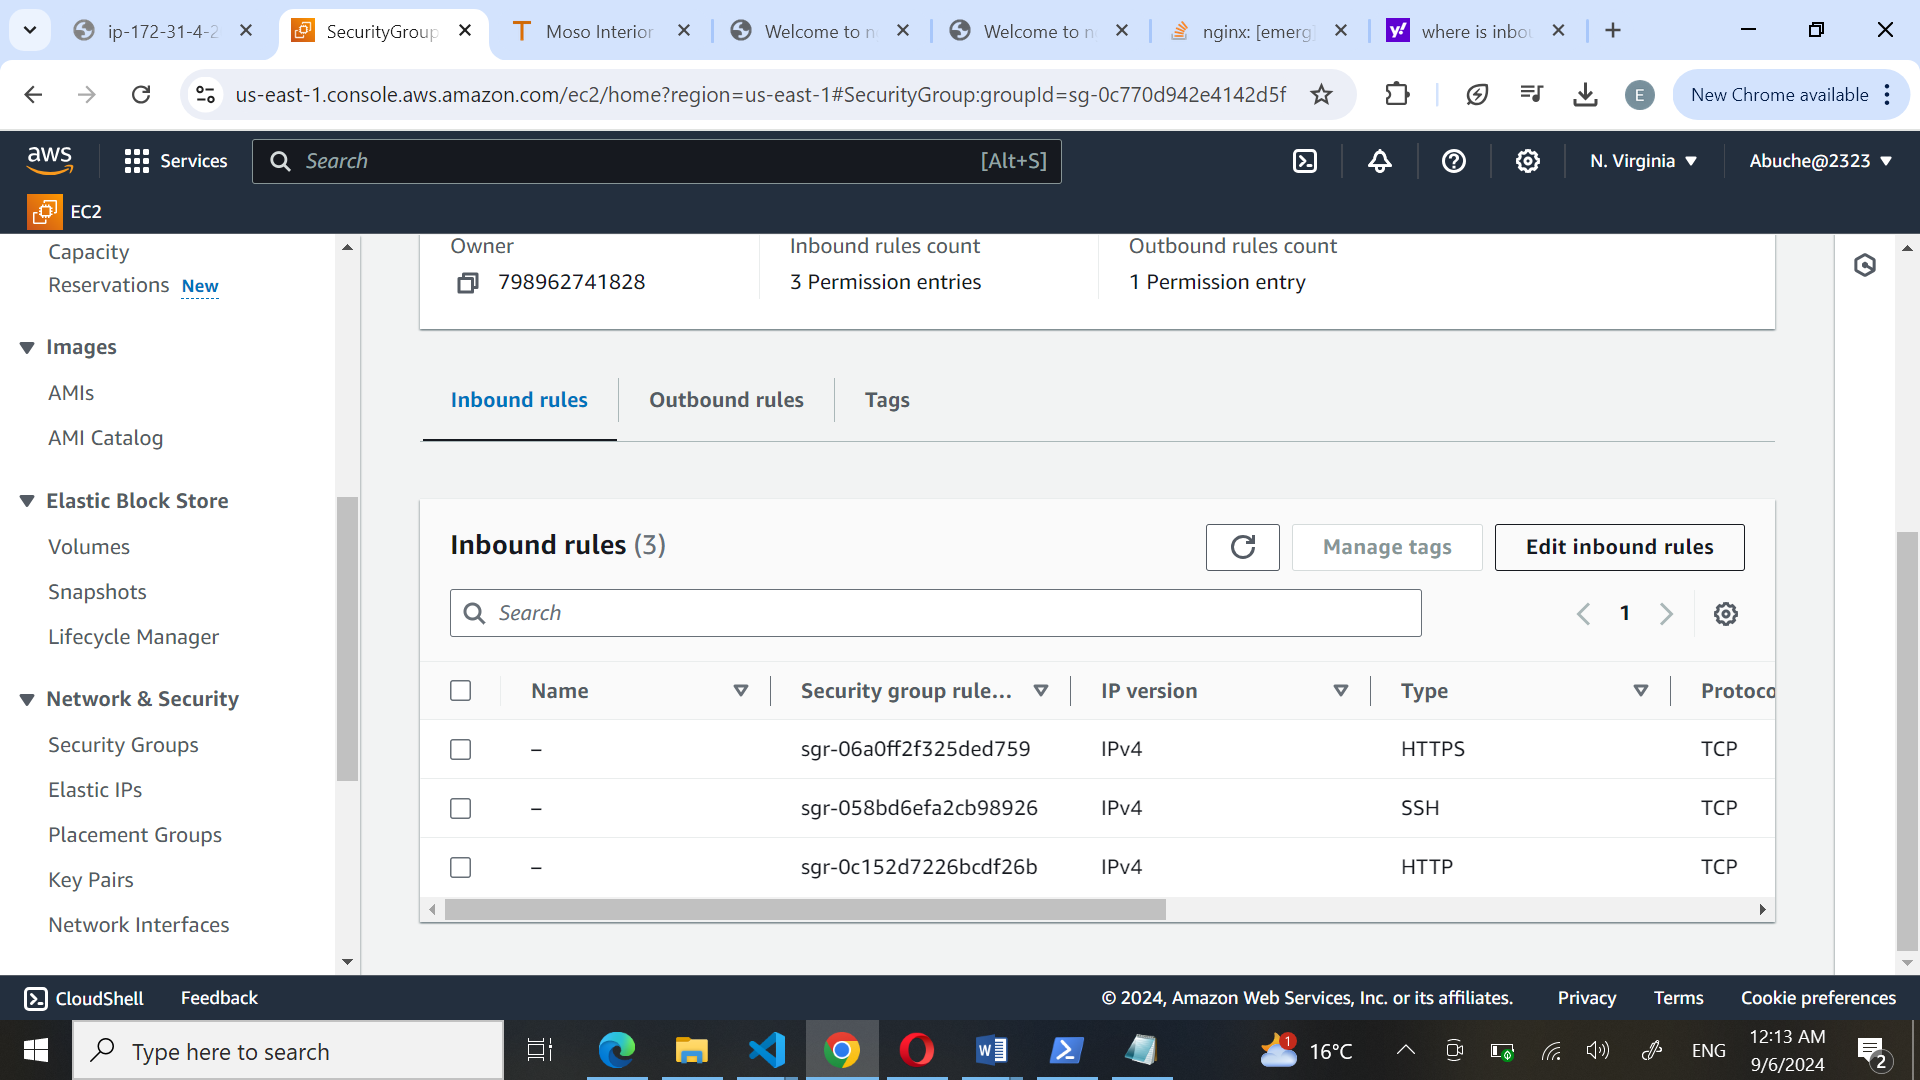 ip-172-31-4-2
SecurityGroup
Moso Interior
Welcome to n
Welcome to n
nginx: [emerg]
where is inbou
us-east-1.console.aws.amazon.com/ec2/home?region=us-east-1#SecurityGroup:groupId=sg-0c770d942e4142d5f
E
New Chrome available
aws
Services
Search
[Alt+S]
N. Virginia
Abuche@2323
EC2
Capacity
Reservations New
Images
AMIs
AMI Catalog
Elastic Block Store
Volumes
Snapshots
Lifecycle Manager
Network & Security
Security Groups
Elastic IPs
Placement Groups
Key Pairs
Network Interfaces
Owner
798962741828
Inbound rules count
3 Permission entries
Outbound rules count
1 Permission entry
Inbound rules
Outbound rules
Tags
Inbound rules (3)
Manage tags
Edit inbound rules
Search
1
Name Security group rule... IP version Type Protoco
– sgr-06a0ff2f325ded759 IPv4 HTTPS TCP
– sgr-058bd6efa2cb98926 IPv4 SSH TCP
– sgr-0c152d7226bcdf26b IPv4 HTTP TCP
CloudShell
Feedback
© 2024, Amazon Web Services, Inc. or its affiliates.
Privacy
Terms
Cookie preferences
Type here to search
1
16°C
ENG
12:13 AM
9/6/2024
2